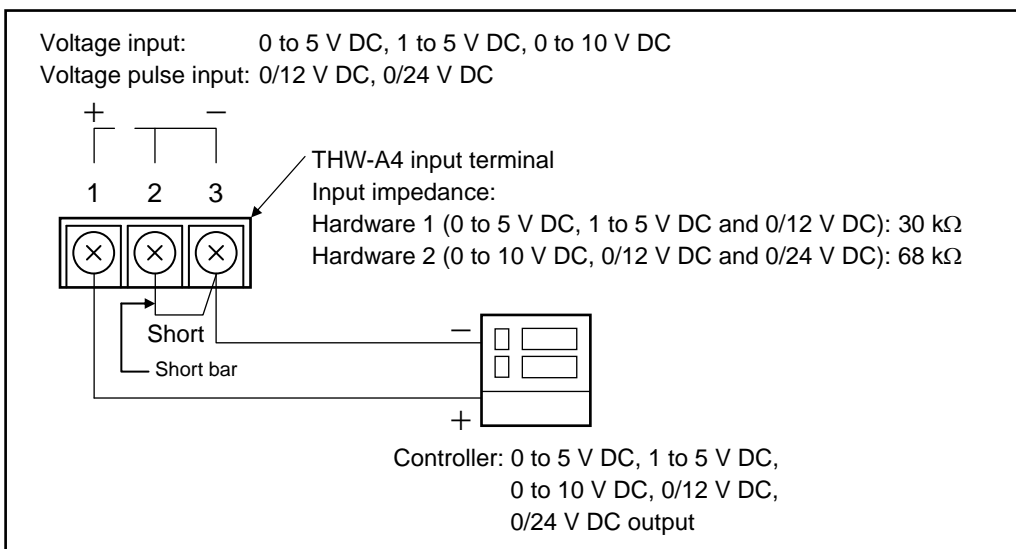 Voltage input: 0 to 5 V DC, 1 to 5 V DC, 0 to 10 V DC
Voltage pulse input: 0/12 V DC, 0/24 V DC
+ −
THW-A4 input terminal
1 2 3
Input impedance:
Hardware 1 (0 to 5 V DC, 1 to 5 V DC and 0/12 V DC): 30 kΩ
Hardware 2 (0 to 10 V DC, 0/12 V DC and 0/24 V DC): 68 kΩ
Short
−
Short bar
+
Controller: 0 to 5 V DC, 1 to 5 V DC,
0 to 10 V DC, 0/12 V DC,
0/24 V DC output